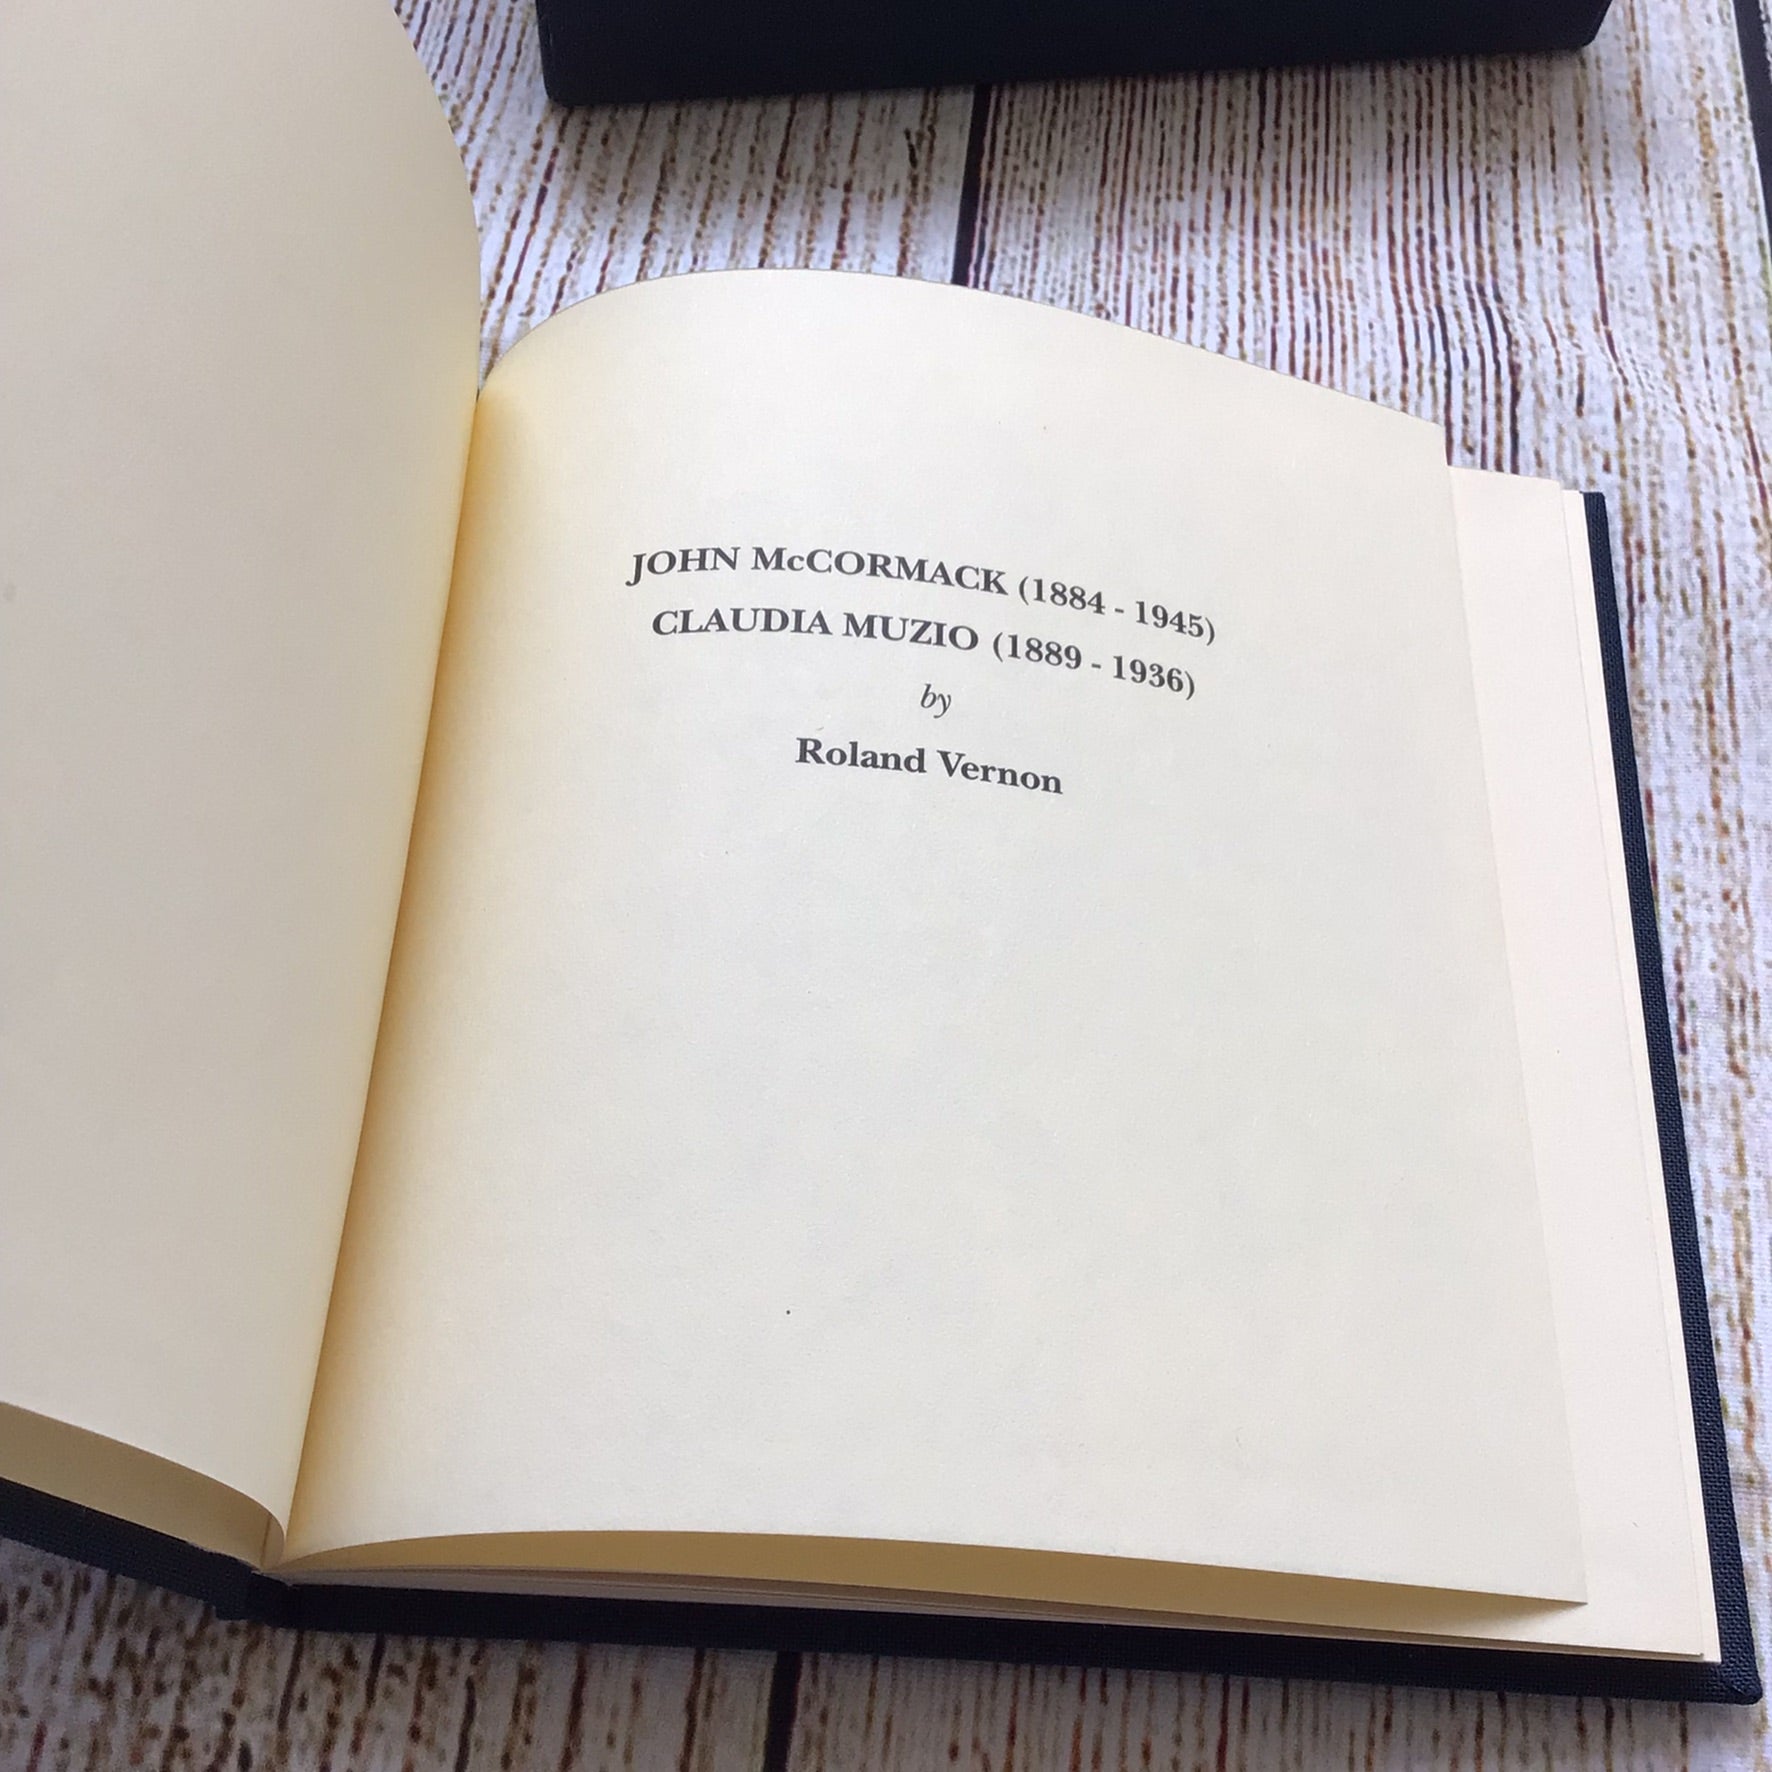 JOHN McCORMACK (1884 - 1945)
CLAUDIA MUZIO (1889 - 1936)
by
Roland Vernon